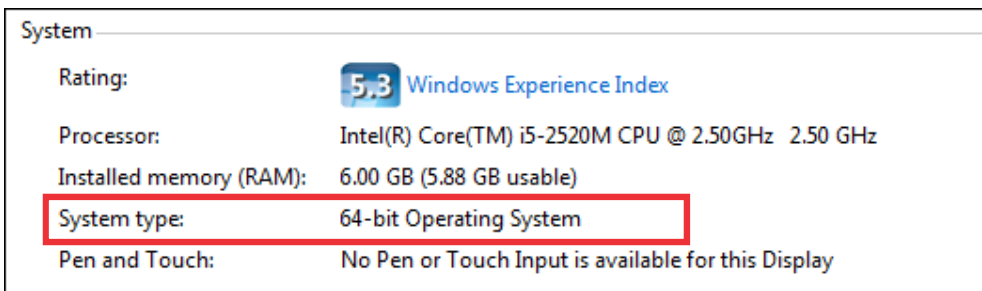 System
Rating: 5.3 Windows Experience Index
Processor: Intel(R) Core(TM) i5-2520M CPU @ 2.50GHz 2.50 GHz
Installed memory (RAM): 6.00 GB (5.88 GB usable)
System type: 64-bit Operating System
Pen and Touch: No Pen or Touch Input is available for this Display